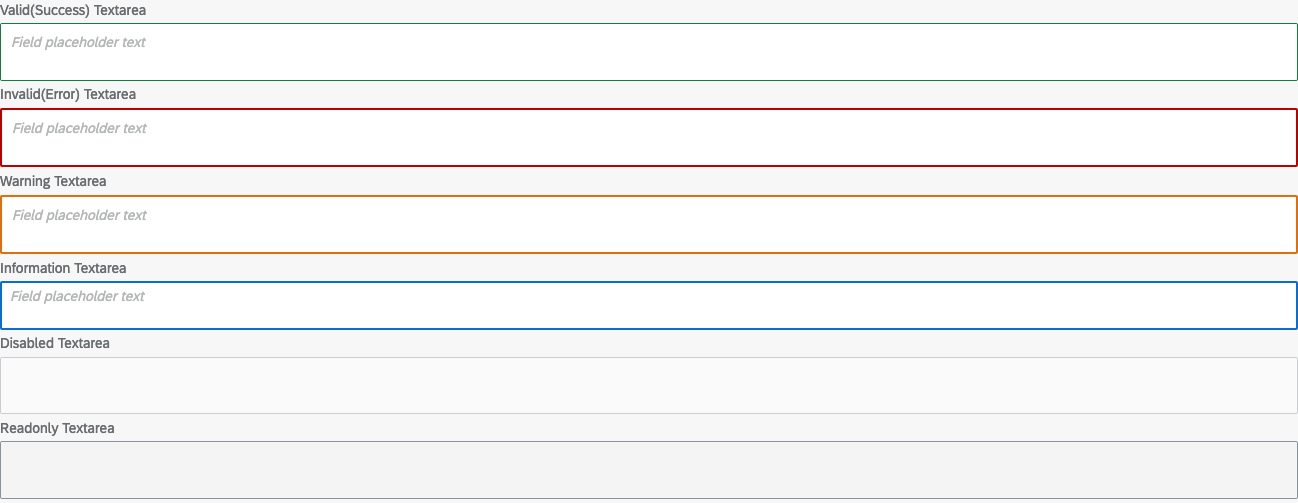 Valid(Success) Textarea
Field placeholder text
Invalid(Error) Textarea
Field placeholder text
Warning Textarea
Field placeholder text
Information Textarea
Field placeholder text
Disabled Textarea
Readonly Textarea